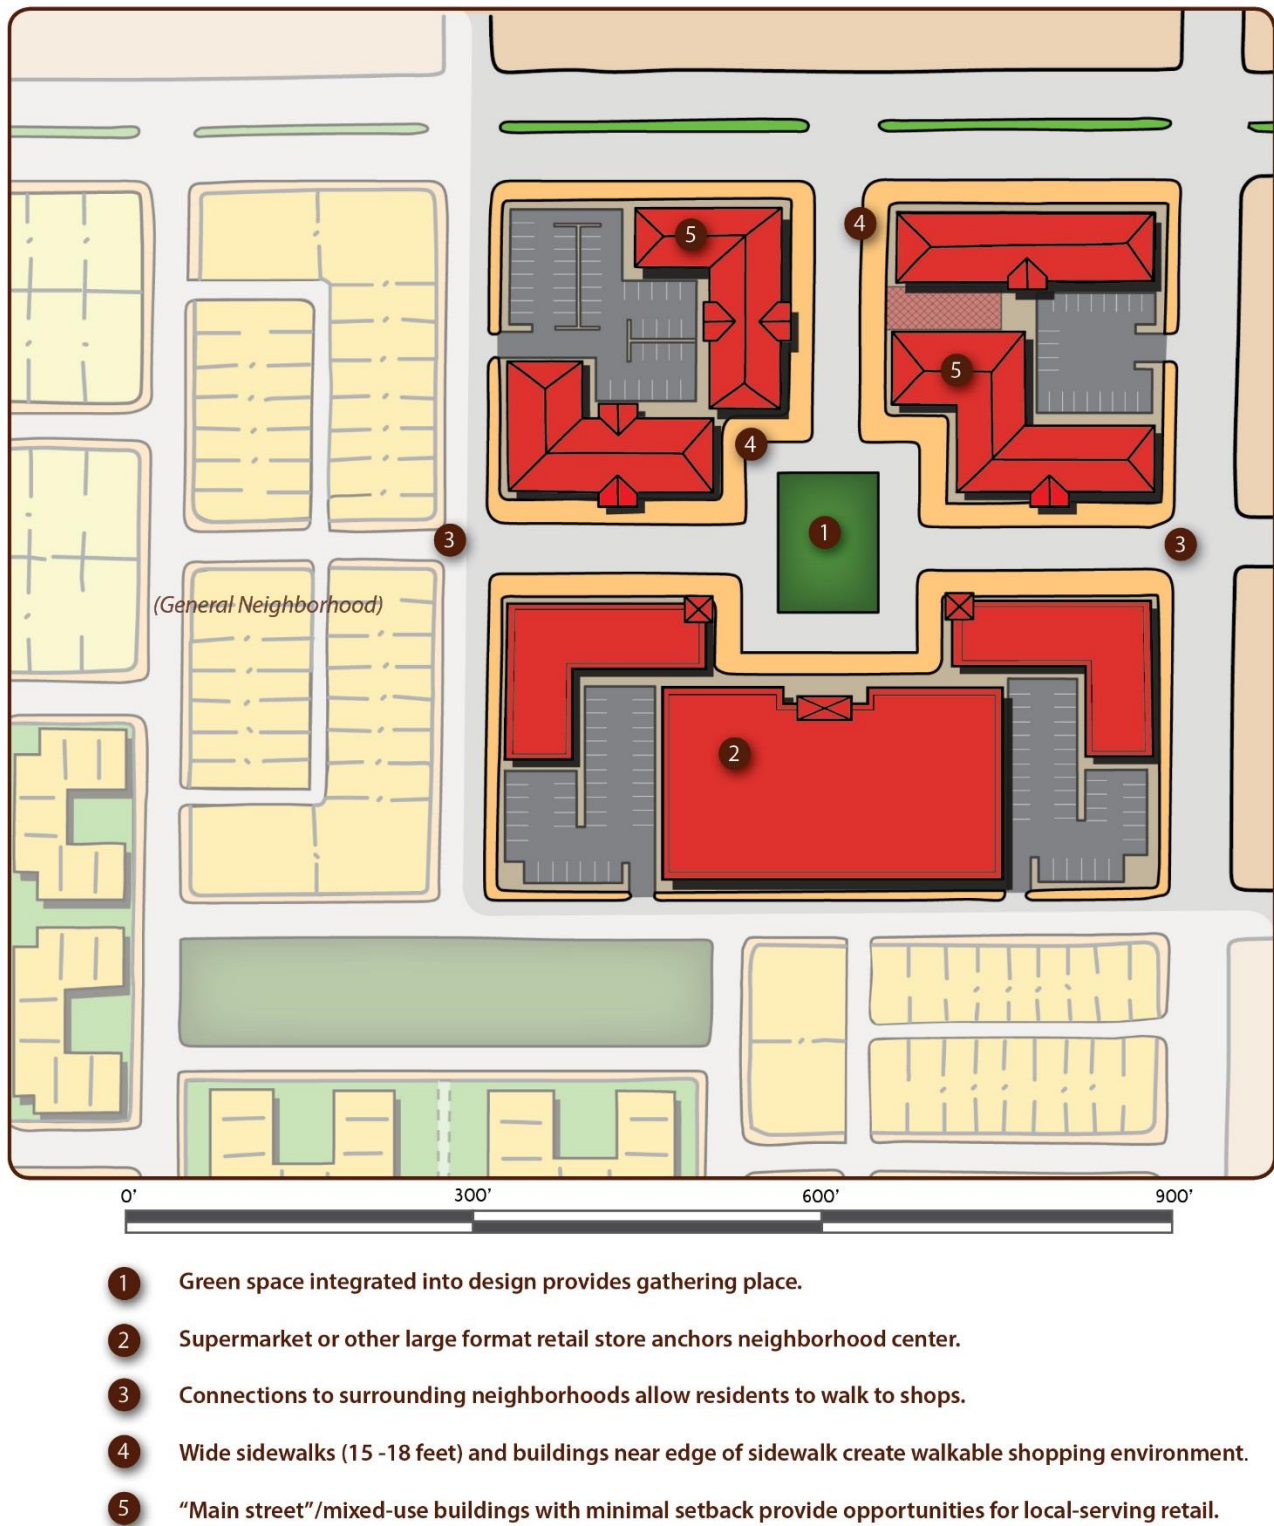 5
4
5
4
1
3
3
(General Neighborhood)
2
0' 300' 600' 900'
1 Green space integrated into design provides gathering place.
2 Supermarket or other large format retail store anchors neighborhood center.
3 Connections to surrounding neighborhoods allow residents to walk to shops.
4 Wide sidewalks (15 -18 feet) and buildings near edge of sidewalk create walkable shopping environment.
5 “Main street”/mixed-use buildings with minimal setback provide opportunities for local-serving retail.